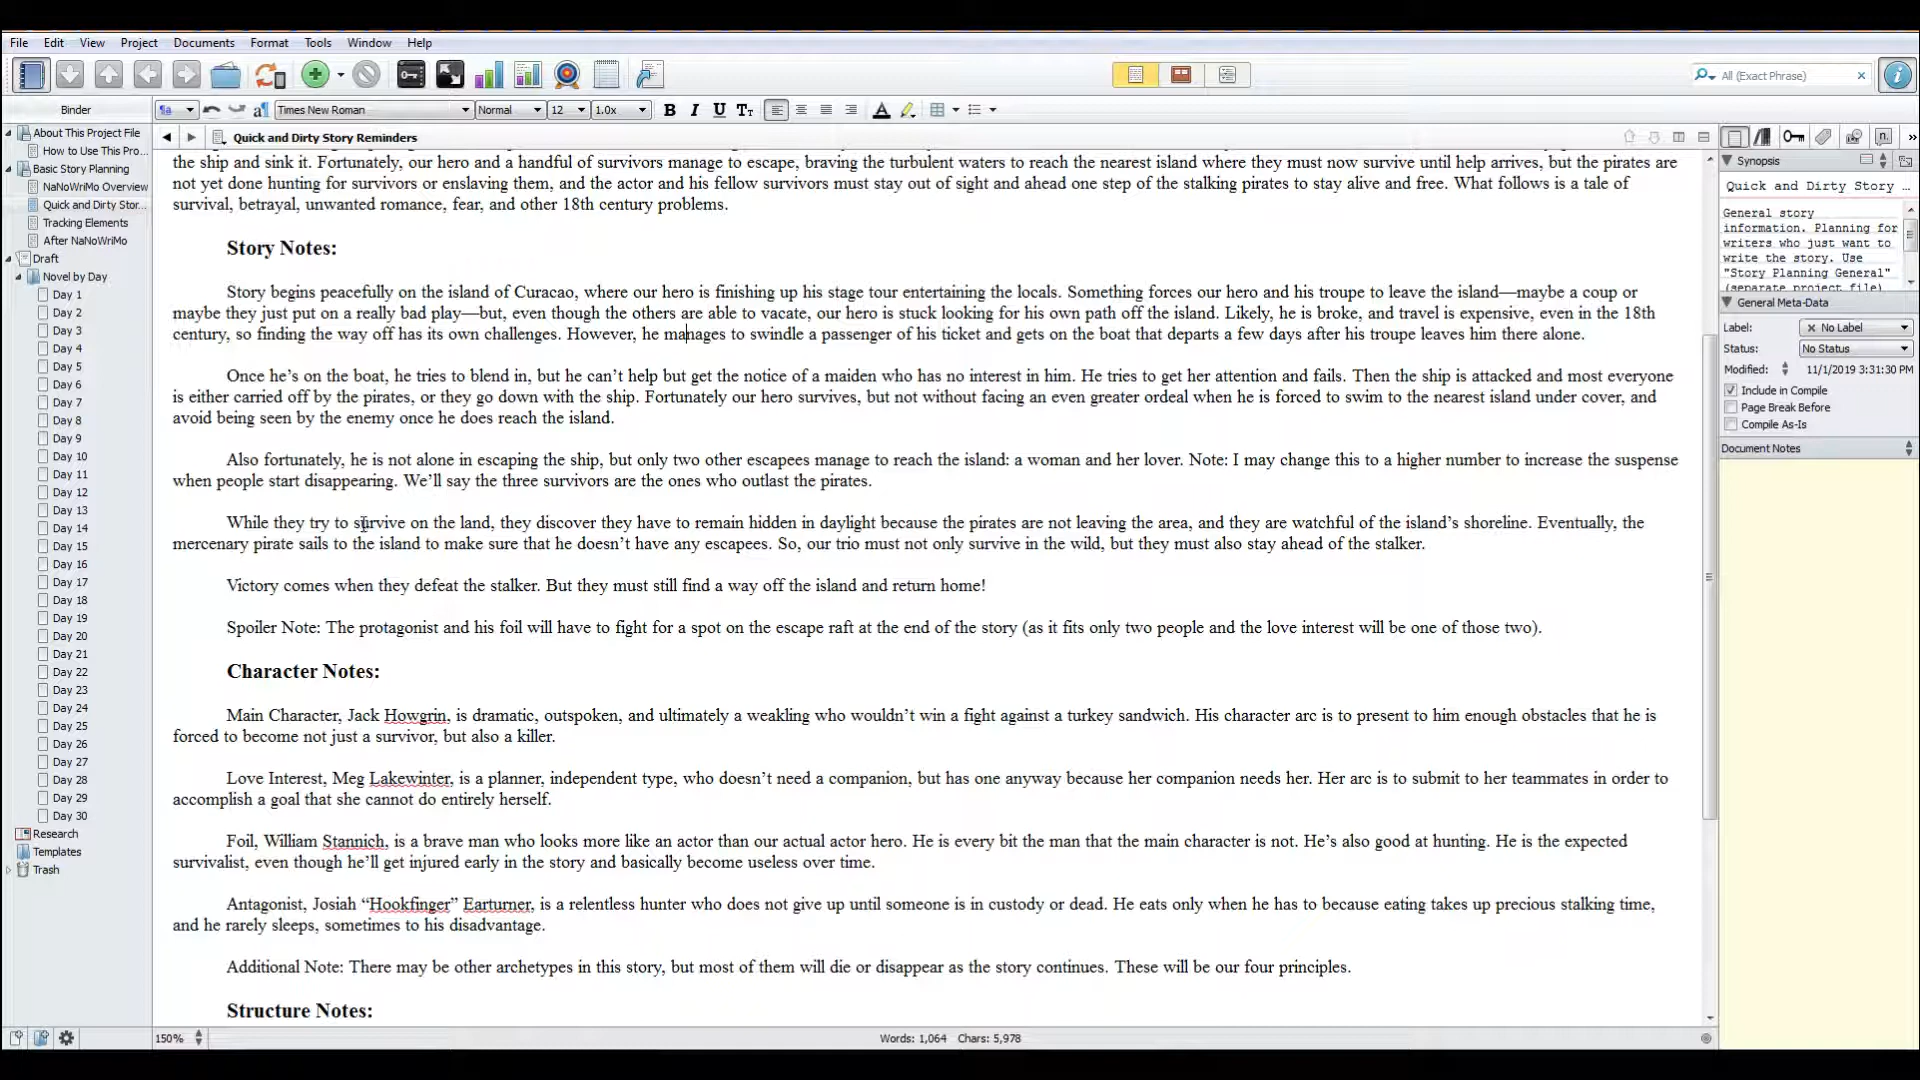 File Edit View Project Documents Format Tools Window Help
All (Exact Phrase)
Binder
Times New Roman Normal 12 1.0x B I U
Quick and Dirty Story Reminders
About This Project File
How to Use This Pro...
Basic Story Planning
NaNoWriMo Overview
Quick and Dirty Stor...
Tracking Elements
After NaNoWriMo
Draft
Novel by Day
Day 1
Day 2
Day 3
Day 4
Day 5
Day 6
Day 7
Day 8
Day 9
Day 10
Day 11
Day 12
Day 13
Day 14
Day 15
Day 16
Day 17
Day 18
Day 19
Day 20
Day 21
Day 22
Day 23
Day 24
Day 25
Day 26
Day 27
Day 28
Day 29
Day 30
Research
Templates
Trash
the ship and sink it. Fortunately, our hero and a handful of survivors manage to escape, braving the turbulent waters to reach the nearest island where they must now survive until help arrives, but the pirates are
not yet done hunting for survivors or enslaving them, and the actor and his fellow survivors must stay out of sight and ahead one step of the stalking pirates to stay alive and free. What follows is a tale of
survival, betrayal, unwanted romance, fear, and other 18th century problems.
Story Notes:
Story begins peacefully on the island of Curacao, where our hero is finishing up his stage tour entertaining the locals. Something forces our hero and his troupe to leave the island—maybe a coup or
maybe they just put on a really bad play—but, even though the others are able to vacate, our hero is stuck looking for his own path off the island. Likely, he is broke, and travel is expensive, even in the 18th
century, so finding the way off has its own challenges. However, he manages to swindle a passenger of his ticket and gets on the boat that departs a few days after his troupe leaves him there alone.
Once he’s on the boat, he tries to blend in, but he can’t help but get the notice of a maiden who has no interest in him. He tries to get her attention and fails. Then the ship is attacked and most everyone
is either carried off by the pirates, or they go down with the ship. Fortunately our hero survives, but not without facing an even greater ordeal when he is forced to swim to the nearest island under cover, and
avoid being seen by the enemy once he does reach the island.
Also fortunately, he is not alone in escaping the ship, but only two other escapees manage to reach the island: a woman and her lover. Note: I may change this to a higher number to increase the suspense
when people start disappearing. We’ll say the three survivors are the ones who outlast the pirates.
While they try to survive on the land, they discover they have to remain hidden in daylight because the pirates are not leaving the area, and they are watchful of the island’s shoreline. Eventually, the
mercenary pirate sails to the island to make sure that he doesn’t have any escapees. So, our trio must not only survive in the wild, but they must also stay ahead of the stalker.
Victory comes when they defeat the stalker. But they must still find a way off the island and return home!
Spoiler Note: The protagonist and his foil will have to fight for a spot on the escape raft at the end of the story (as it fits only two people and the love interest will be one of those two).
Character Notes:
Main Character, Jack Howgrin, is dramatic, outspoken, and ultimately a weakling who wouldn’t win a fight against a turkey sandwich. His character arc is to present to him enough obstacles that he is
forced to become not just a survivor, but also a killer.
Love Interest, Meg Lakewinter, is a planner, independent type, who doesn’t need a companion, but has one anyway because her companion needs her. Her arc is to submit to her teammates in order to
accomplish a goal that she cannot do entirely herself.
Foil, William Stannich, is a brave man who looks more like an actor than our actual actor hero. He is every bit the man that the main character is not. He’s also good at hunting. He is the expected
survivalist, even though he’ll get injured early in the story and basically become useless over time.
Antagonist, Josiah “Hookfinger” Earturner, is a relentless hunter who does not give up until someone is in custody or dead. He eats only when he has to because eating takes up precious stalking time,
and he rarely sleeps, sometimes to his disadvantage.
Additional Note: There may be other archetypes in this story, but most of them will die or disappear as the story continues. These will be our four principles.
Structure Notes:
Synopsis
Quick and Dirty Story ...
General story
information. Planning for
writers who just want to
write the story. Use
"Story Planning General"
(separate project file)
General Meta-Data
Label: No Label
Status: No Status
Modified: 11/1/2019 3:31:30 PM
Include in Compile
Page Break Before
Compile As-Is
Document Notes
150%
Words: 1,064 Chars: 5,978